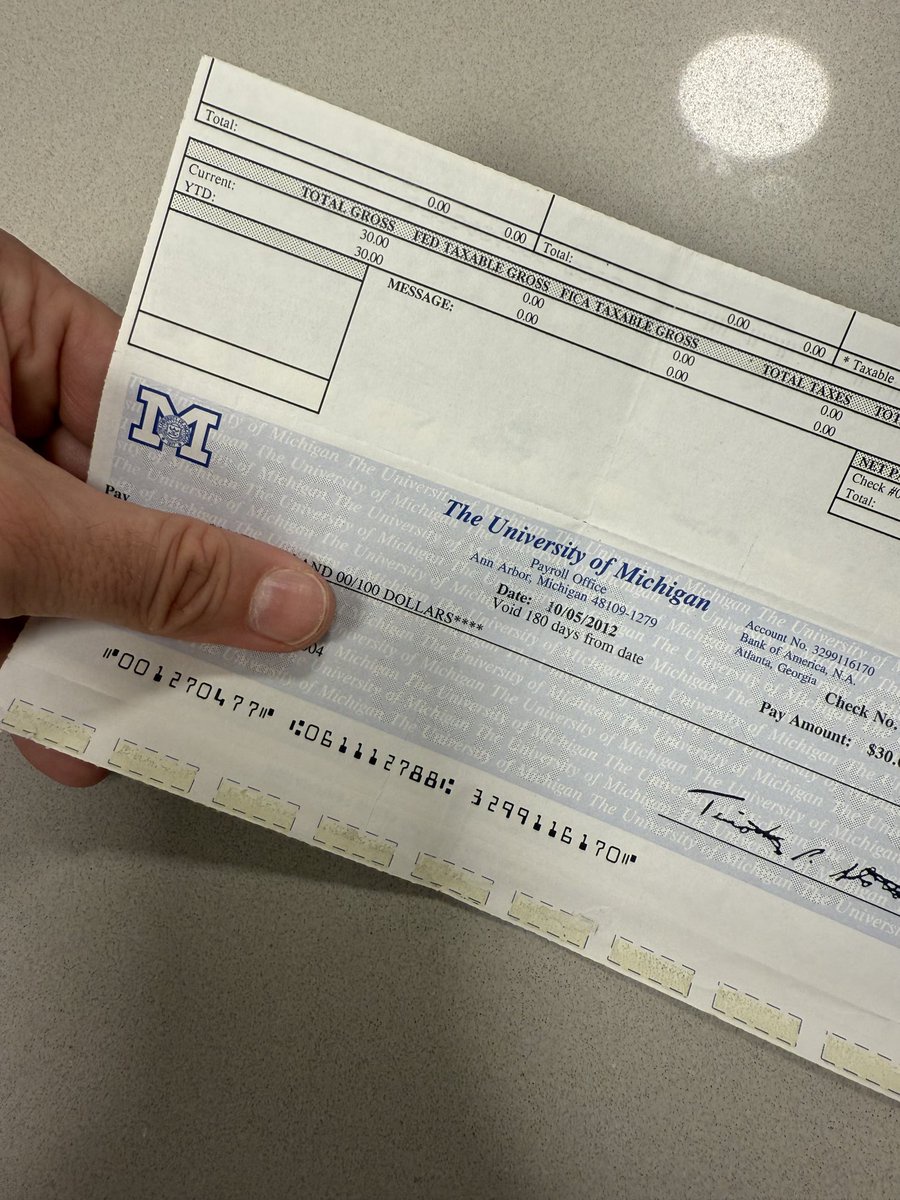 Total:
0.00
0.00
Total:
0.00
0.00
* Taxable
TOTAL GROSS FED TAXABLE GROSS FICA TAXABLE GROSS TOTAL TAXES
Current: 30.00 0.00 0.00 0.00
YTD: 30.00 0.00 0.00 0.00
MESSAGE:
NET
Check
Total:
M
The University of Michigan
Payroll Office
Ann Arbor, Michigan 48109-1279
Date: 10/05/2012
Void 180 days from date
Account No. 3299116170
Bank of America, N.A.
Atlanta, Georgia
Check No.
Pay Amount:
Pay
AND 00/100 DOLLARS****
04
⑈001270477⑈ ⑆061112788⑆ 3299116170⑈